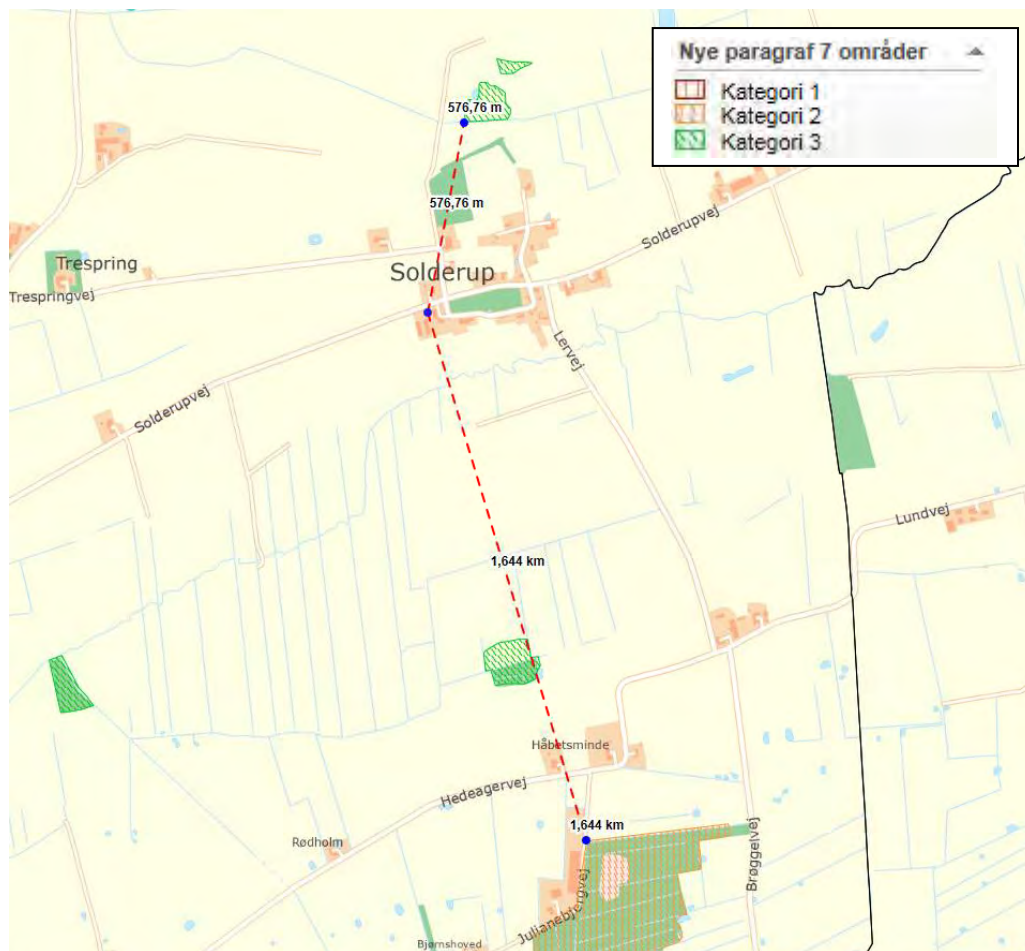 Nye paragraf 7 områder
Kategori 1
Kategori 2
Kategori 3
576,76 m
576,76 m
Solderupvej
Trespring
Solderup
Trespringvej
Lervej
Solderupvej
Lundvej
1,644 km
Håbetsminde
Hedeagervej
1,644 km
Rødholm
Brøggelvej
Julianebjergvej
Bjørnshoved